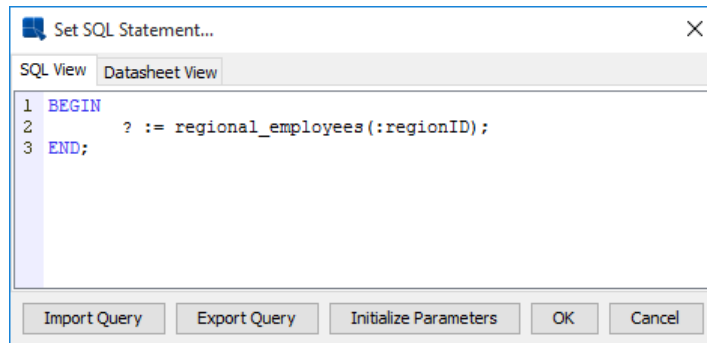 Set SQL Statement...
SQL View Datasheet View
1 BEGIN
2 ? := regional_employees(:regionID);
3 END;
Import Query Export Query Initialize Parameters OK Cancel